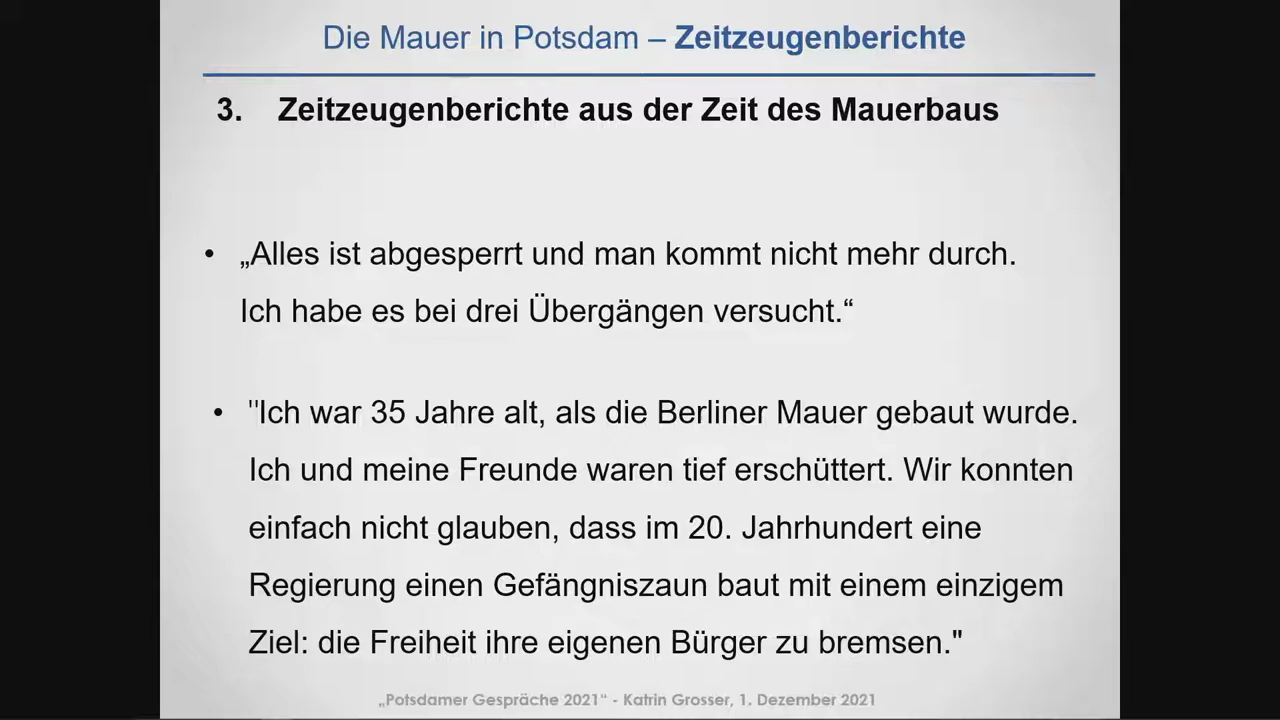 Die Mauer in Potsdam – Zeitzeugenberichte
3. Zeitzeugenberichte aus der Zeit des Mauerbaus
• „Alles ist abgesperrt und man kommt nicht mehr durch.
Ich habe es bei drei Übergängen versucht.“
• "Ich war 35 Jahre alt, als die Berliner Mauer gebaut wurde.
Ich und meine Freunde waren tief erschüttert. Wir konnten
einfach nicht glauben, dass im 20. Jahrhundert eine
Regierung einen Gefängniszaun baut mit einem einzigem
Ziel: die Freiheit ihre eigenen Bürger zu bremsen."
„Potsdamer Gespräche 2021“ - Katrin Grosser, 1. Dezember 2021